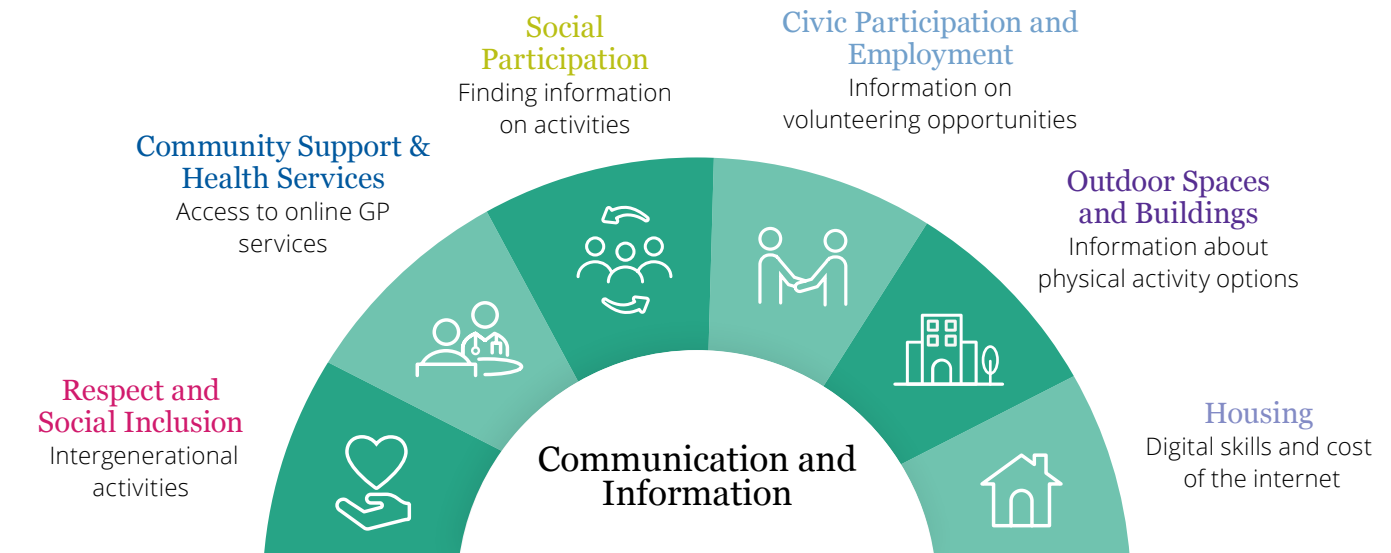 Social
Participation
Finding information
on activities
Civic Participation and
Employment
Information on
volunteering opportunities
Community Support &
Health Services
Access to online GP
services
Outdoor Spaces
and Buildings
Information about
physical activity options
Respect and
Social Inclusion
Intergenerational
activities
Housing
Digital skills and cost
of the internet
Communication and
Information